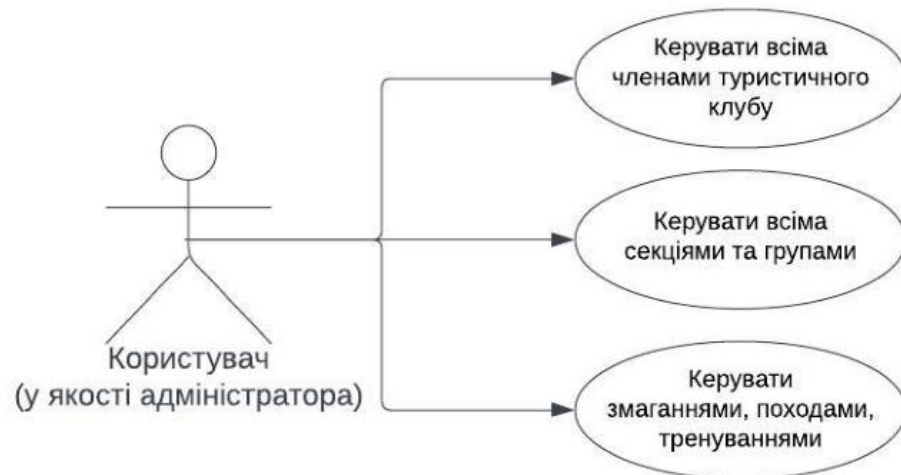 Керувати всіма
членами туристичного
клубу
Керувати всіма
секціями та групами
Користувач
(у якості адміністратора)
Керувати
змаганнями, походами,
тренуваннями